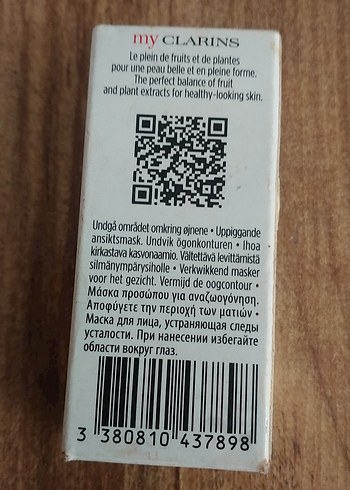 my CLARINS
Le plein de fruits et de plantes
pour une peau belle et en pleine forme.
The perfect balance of fruit
and plant extracts for healthy-looking skin.
Undgå området omkring øjnene • Uppiggande
ansiktsmask. Undvik ögonkonturen • Ihoa
kirkastava kasvonaamio. Vältettävä levittämistä
silmänympärysiholle • Verkwikkend masker
voor het gezicht. Vermijd de oogcontour •
Μάσκα προσώπου για αναζωογόνηση.
Αποφύγετε την περιοχή των ματιών •
Маска для лица, устраняющая следы
усталости. При нанесении избегайте
области вокруг глаз.
3 380810 437898